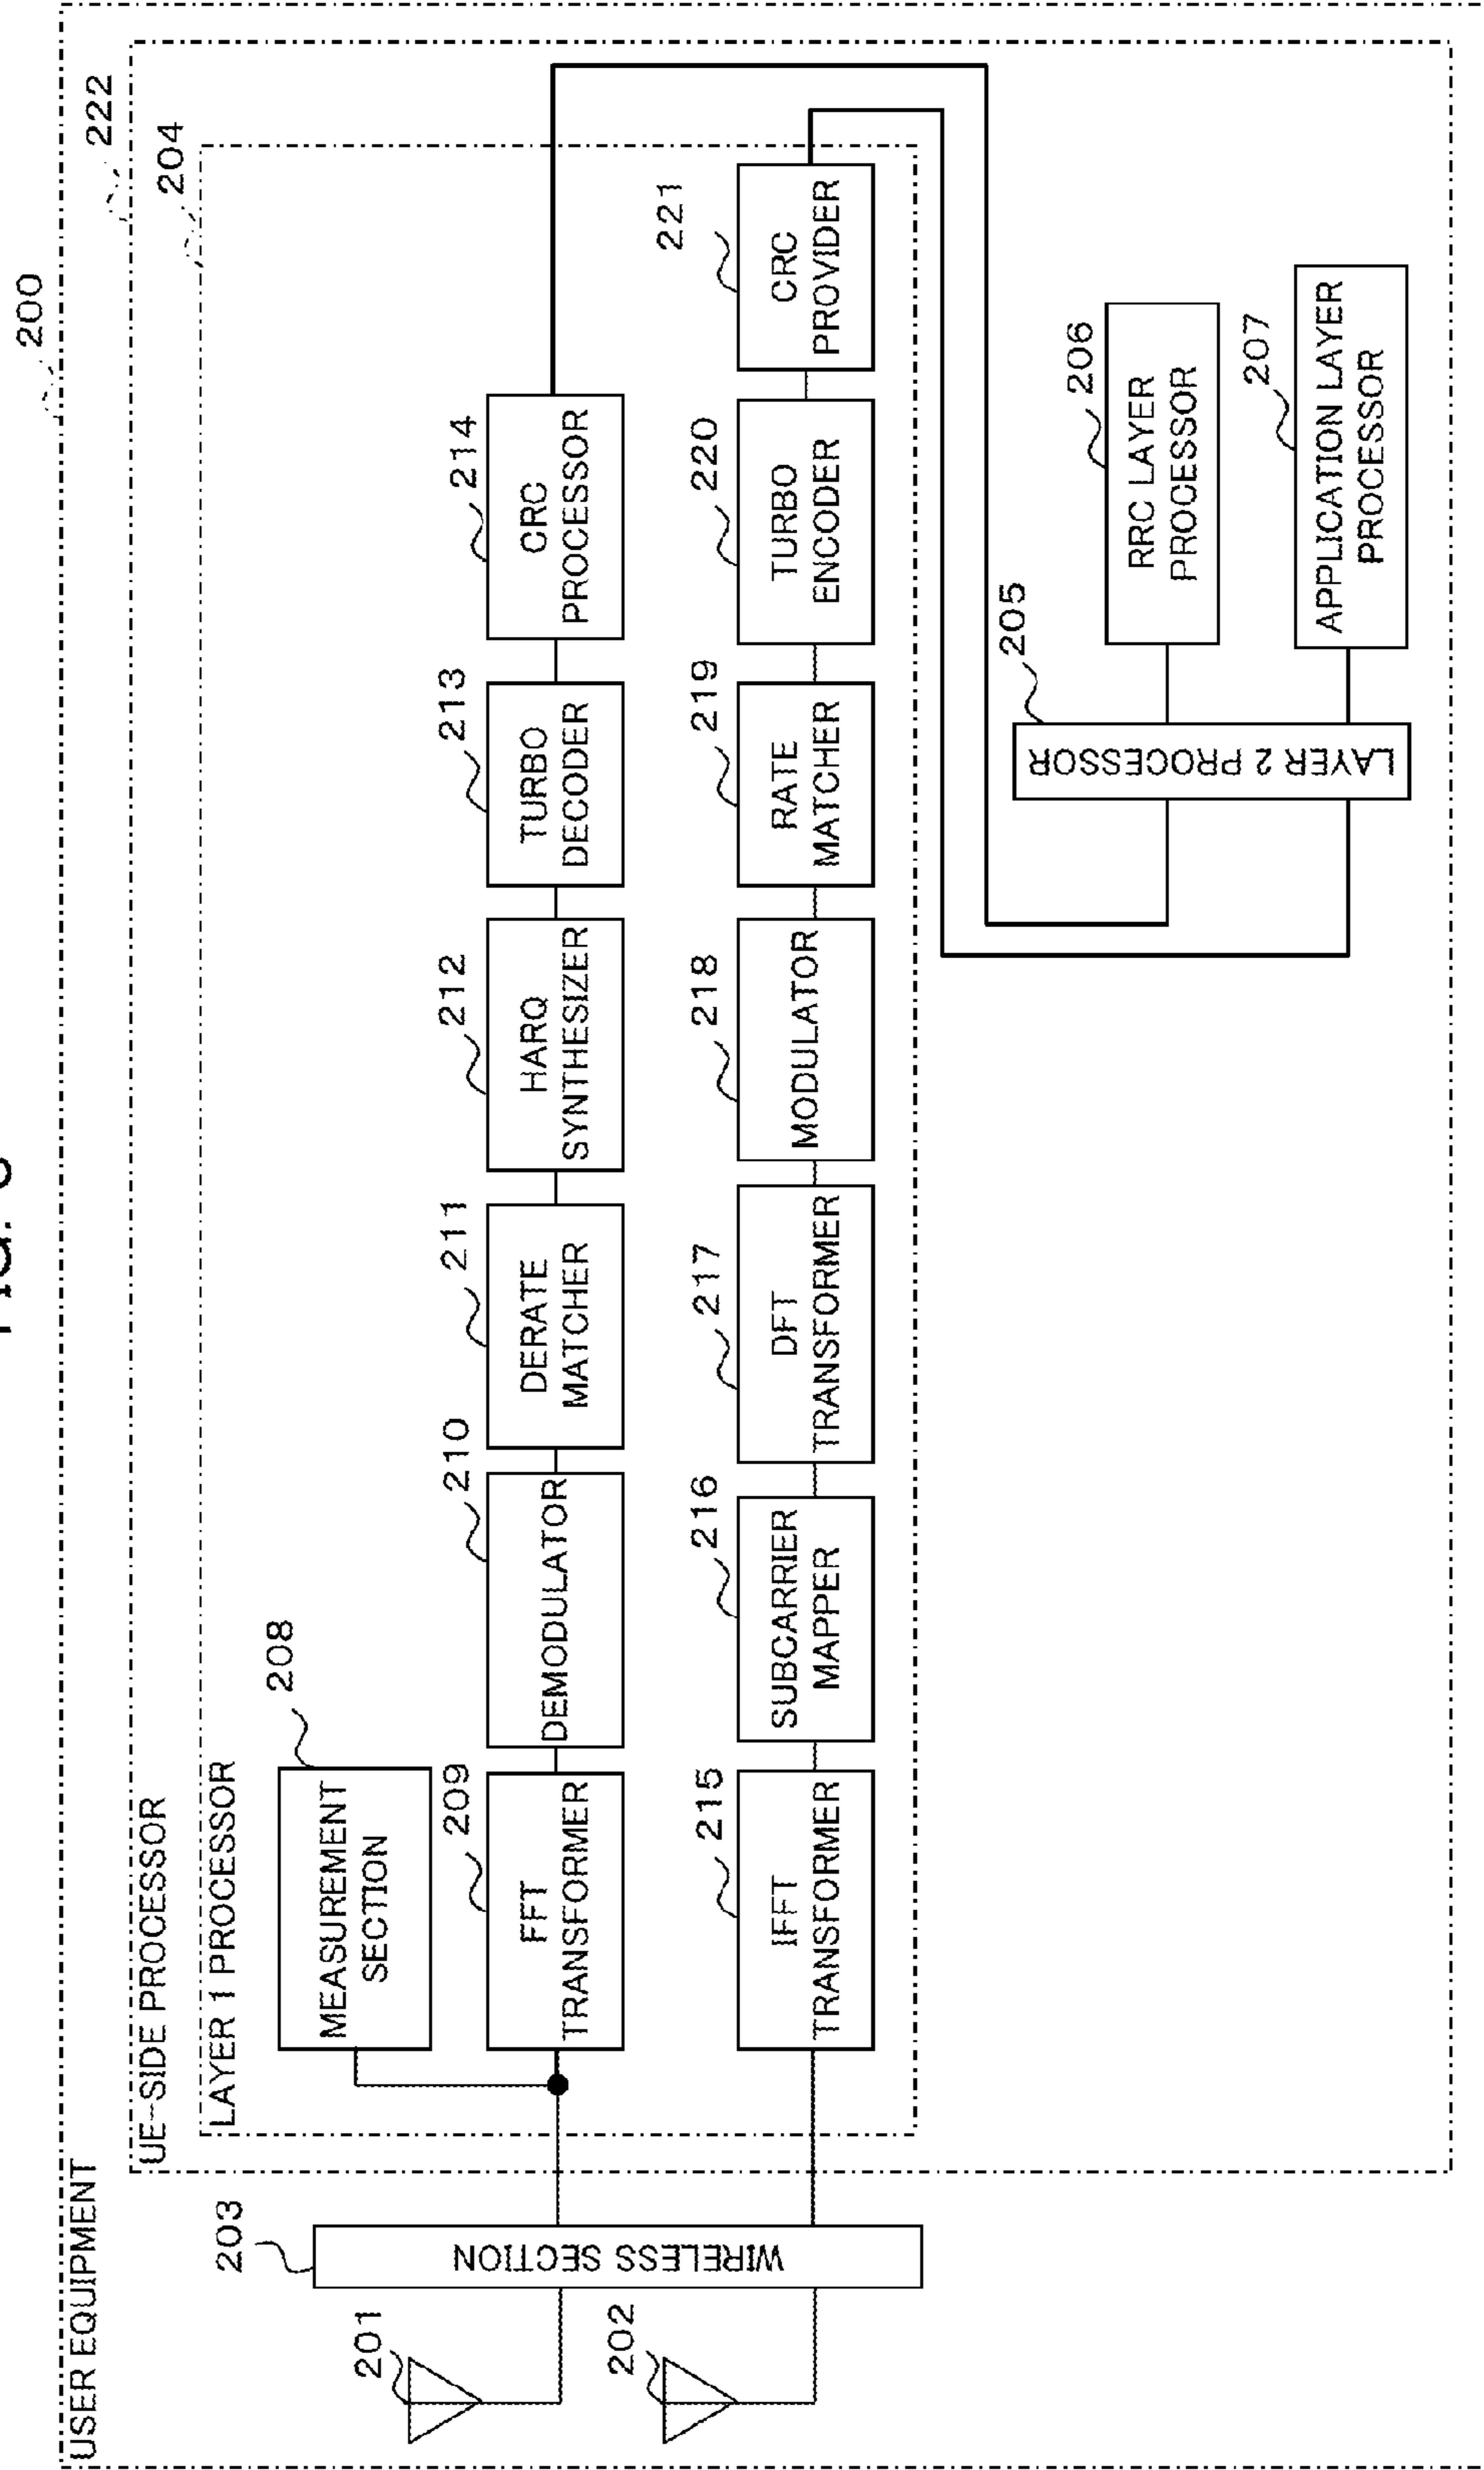 200
USER EQUIPMENT
222
UE-SIDE PROCESSOR
204
LAYER 1 PROCESSOR
208
MEASUREMENT
SECTION
203
WIRELESS SECTION
201
202
209
FFT
TRANSFORMER
210
DEMODULATOR
211
DERATE
MATCHER
212
HARQ
SYNTHESIZER
213
TURBO
DECODER
214
CRC
PROCESSOR
215
IFFT
TRANSFORMER
216
SUBCARRIER
MAPPER
217
DFT
TRANSFORMER
218
MODULATOR
219
RATE
MATCHER
220
TURBO
ENCODER
221
CRC
PROVIDER
205
LAYER 2 PROCESSOR
206
RRC LAYER
PROCESSOR
207
APPLICATION LAYER
PROCESSOR